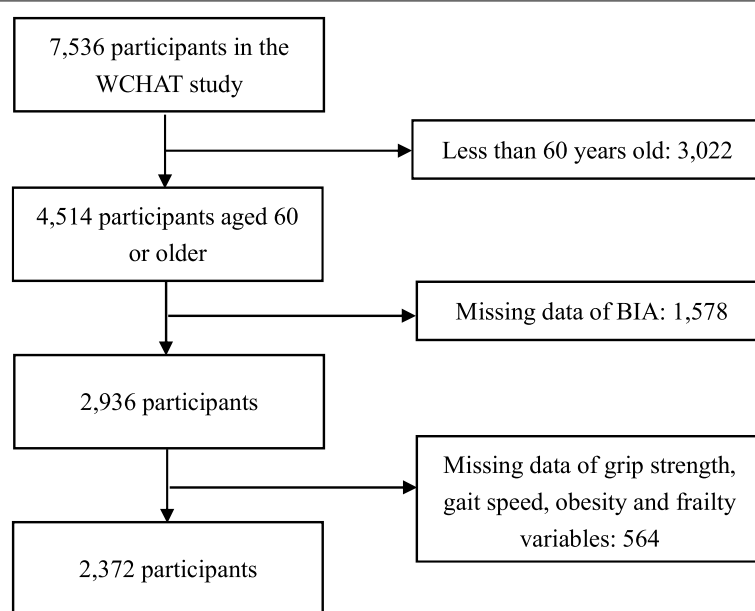 7,536 participants in the
WCHAT study
Less than 60 years old: 3,022
4,514 participants aged 60
or older
Missing data of BIA: 1,578
2,936 participants
Missing data of grip strength,
gait speed, obesity and frailty
variables: 564
2,372 participants